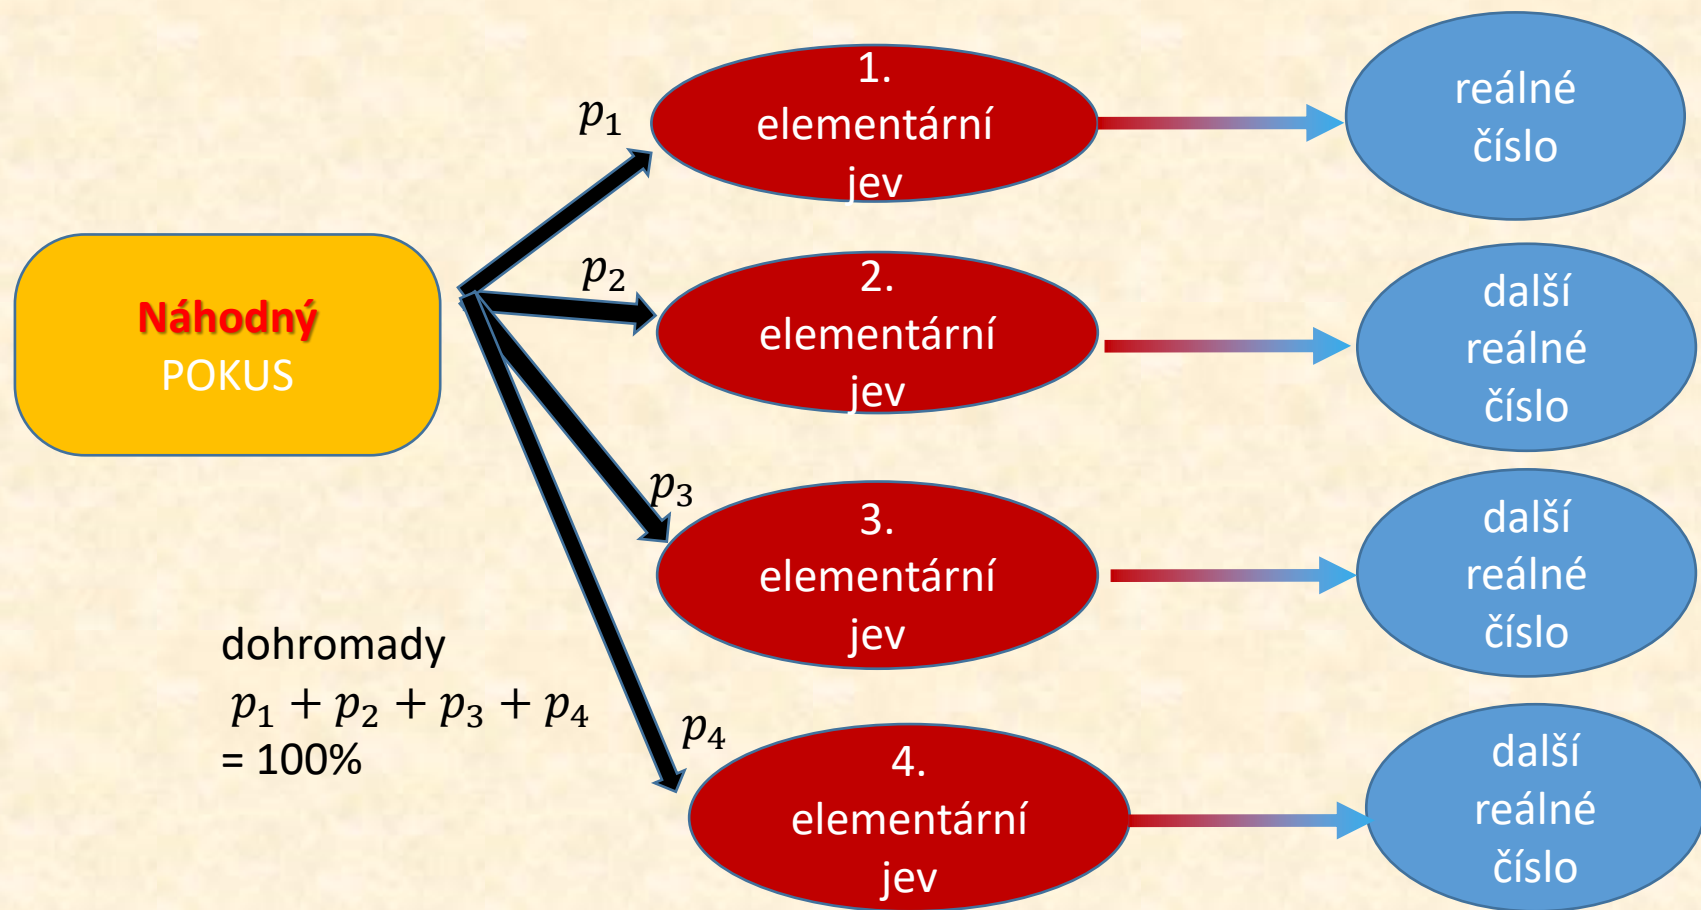 Náhodný
POKUS
p₁
1.
elementární
jev
reálné
číslo
p₂
2.
elementární
jev
další
reálné
číslo
p₃
3.
elementární
jev
další
reálné
číslo
p₄
4.
elementární
jev
další
reálné
číslo
dohromady
p₁ + p₂ + p₃ + p₄
= 100%